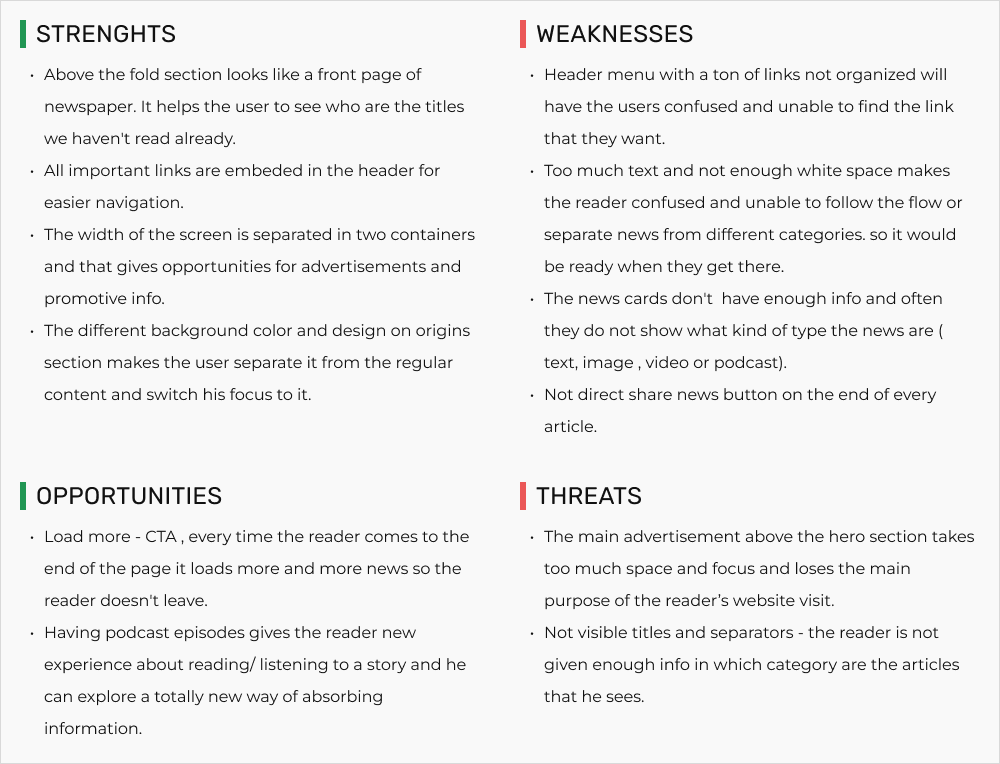 STRENGHTS
• Above the fold section looks like a front page of
newspaper. It helps the user to see who are the titles
we haven't read already.
• All important links are embeded in the header for
easier navigation.
• The width of the screen is separated in two containers
and that gives opportunities for advertisements and
promotive info.
• The different background color and design on origins
section makes the user separate it from the regular
content and switch his focus to it.
WEAKNESSES
• Header menu with a ton of links not organized will
have the users confused and unable to find the link
that they want.
• Too much text and not enough white space makes
the reader confused and unable to follow the flow or
separate news from different categories. so it would
be ready when they get there.
• The news cards don't  have enough info and often
they do not show what kind of type the news are (
text, image , video or podcast).
• Not direct share news button on the end of every
article.
OPPORTUNITIES
• Load more - CTA , every time the reader comes to the
end of the page it loads more and more news so the
reader doesn't leave.
• Having podcast episodes gives the reader new
experience about reading/ listening to a story and he
can explore a totally new way of absorbing
information.
THREATS
• The main advertisement above the hero section takes
too much space and focus and loses the main
purpose of the reader’s website visit.
• Not visible titles and separators - the reader is not
given enough info in which category are the articles
that he sees.